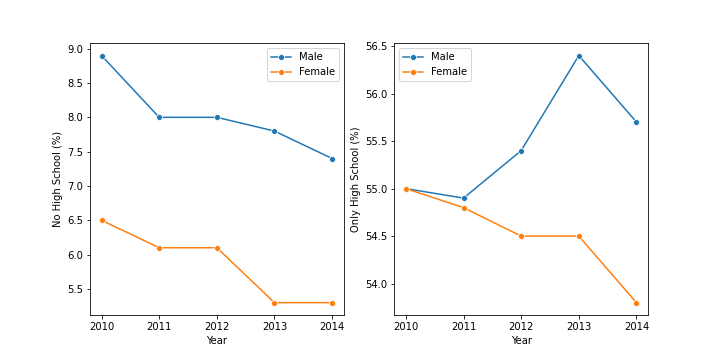 No High School (%)
9.0
8.5
8.0
7.5
7.0
6.5
6.0
5.5
Male
Female
2010 2011 2012 2013 2014
Year
Only High School (%)
56.5
56.0
55.5
55.0
54.5
54.0
Male
Female
2010 2011 2012 2013 2014
Year